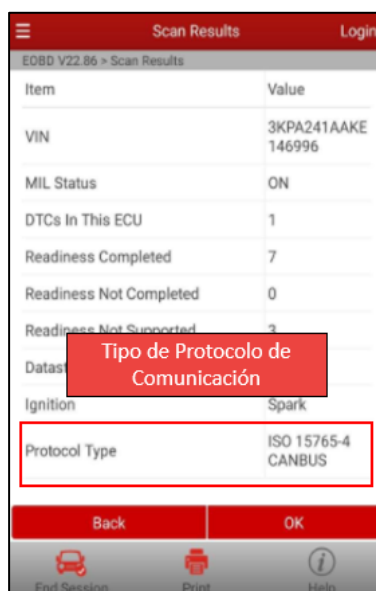 Scan Results
Login
EOBD V22.86 > Scan Results
Item Value
VIN 3KPA241AAKE
146996
MIL Status ON
DTCs In This ECU 1
Readiness Completed 7
Readiness Not Completed 0
Readiness Not Supported 3
Tipo de Protocolo de
Comunicación
Datast
Ignition Spark
Protocol Type ISO 15765-4
CANBUS
Back OK
End Session Print Help